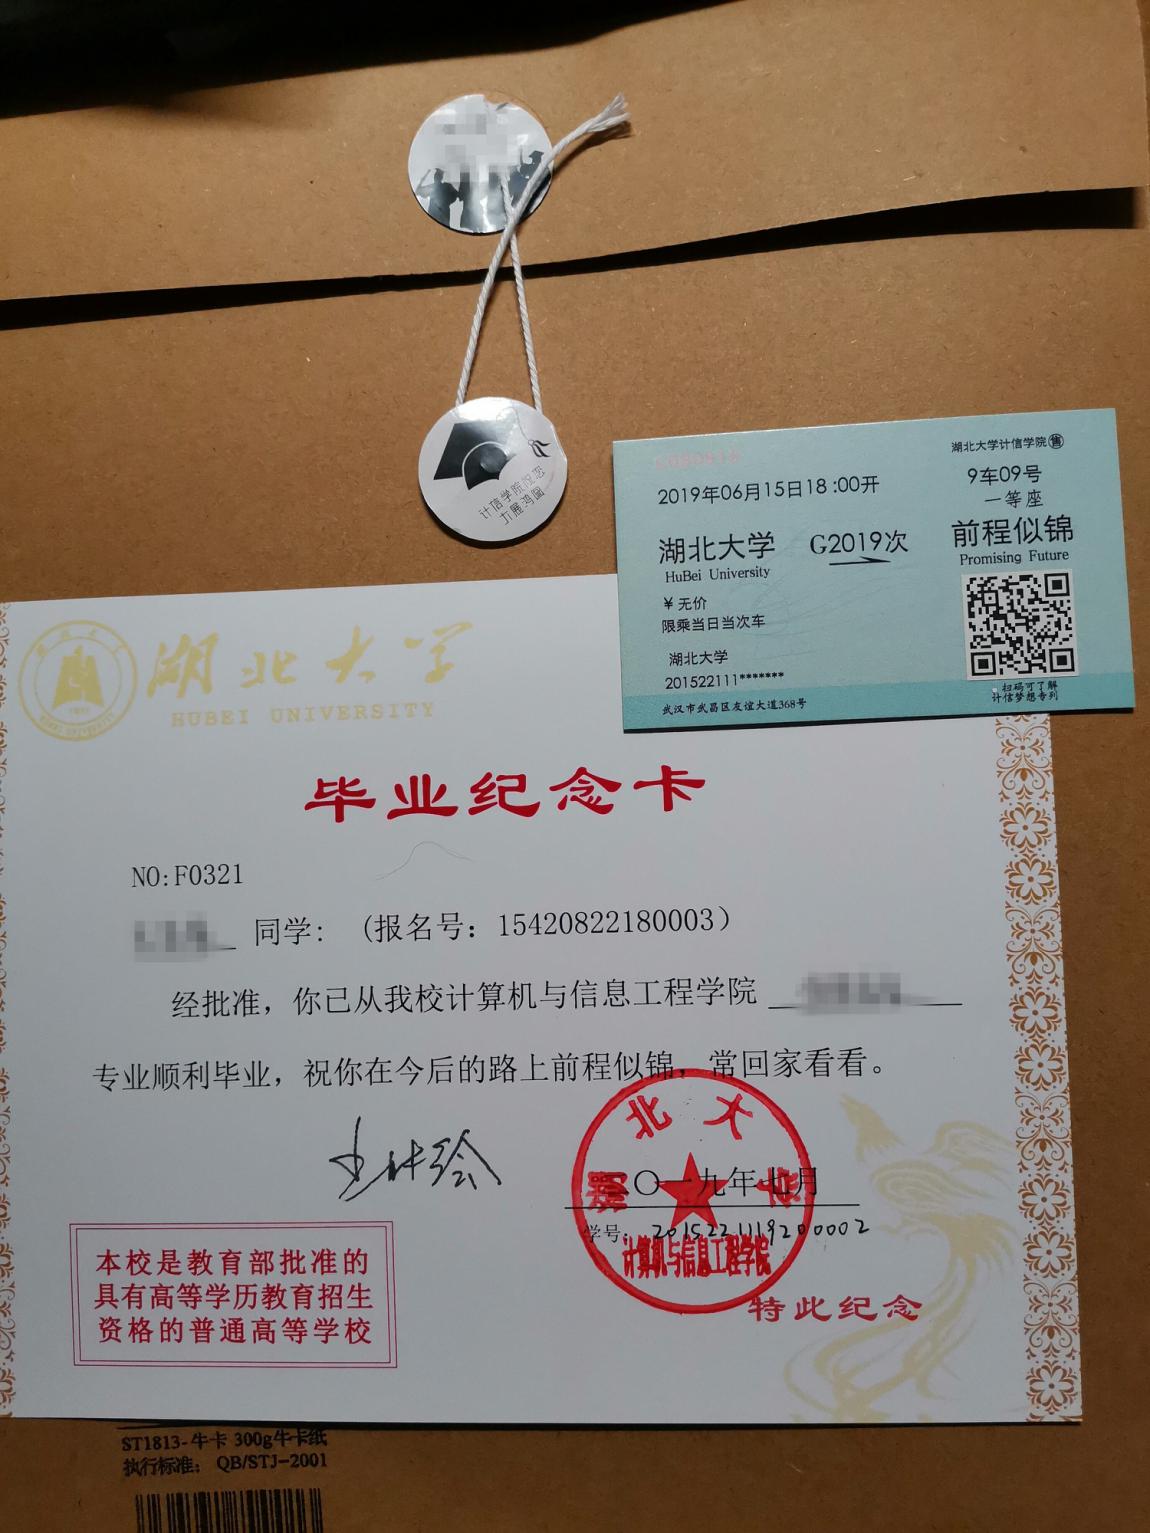 计信学院祝您
大展鸿图
湖北大学计信学院售
2019年06月15日18:00开
9车09号
一等座
湖北大学 G2019次 前程似锦
HuBei University Promising Future
￥无价
限乘当日当次车
湖北大学
201522111*******
扫码可了解
计信梦想专列
武汉市武昌区友谊大道368号
湖北大学
HUBEI UNIVERSITY
毕业纪念卡
NO:F0321
同学: (报名号：15420822180003)
经批准，你已从我校计算机与信息工程学院
专业顺利毕业，祝你在今后的路上前程似锦，常回家看看。
湖北大学
二〇一九年七月
学号: 2015221119200002
计算机与信息工程学院
特此纪念
本校是教育部批准的
具有高等学历教育招生
资格的普通高等学校
ST1813-牛卡 300g牛卡纸
执行标准: QB/STJ-2001